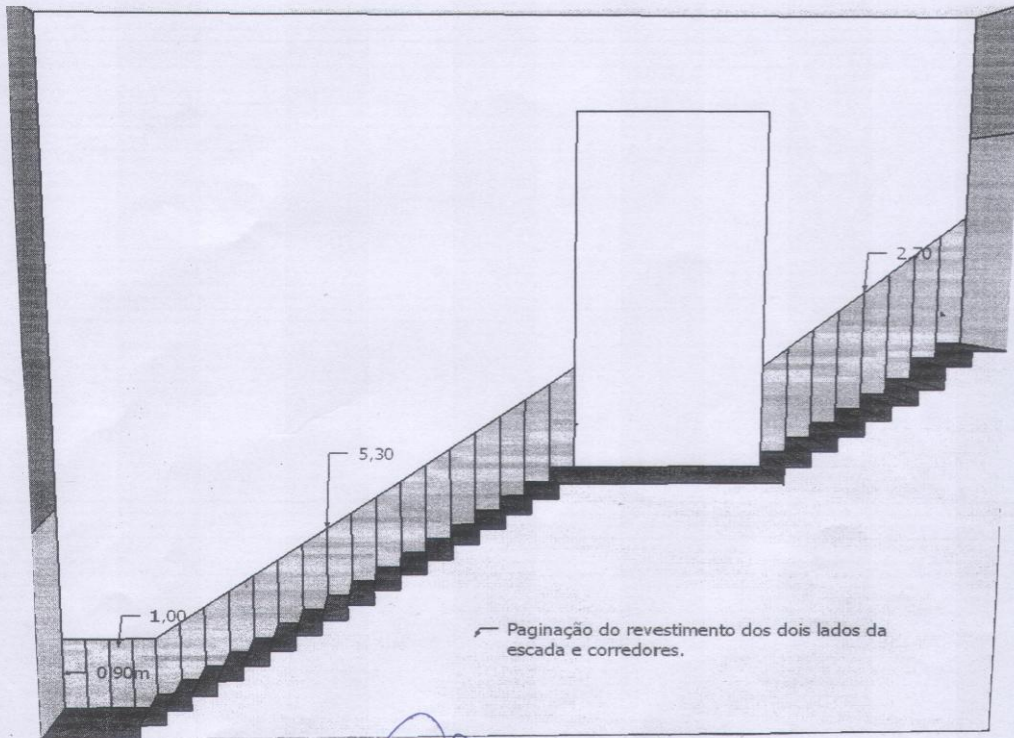 2,70
5,30
1,00
0,90m
Paginação do revestimento dos dois lados da
escada e corredores.